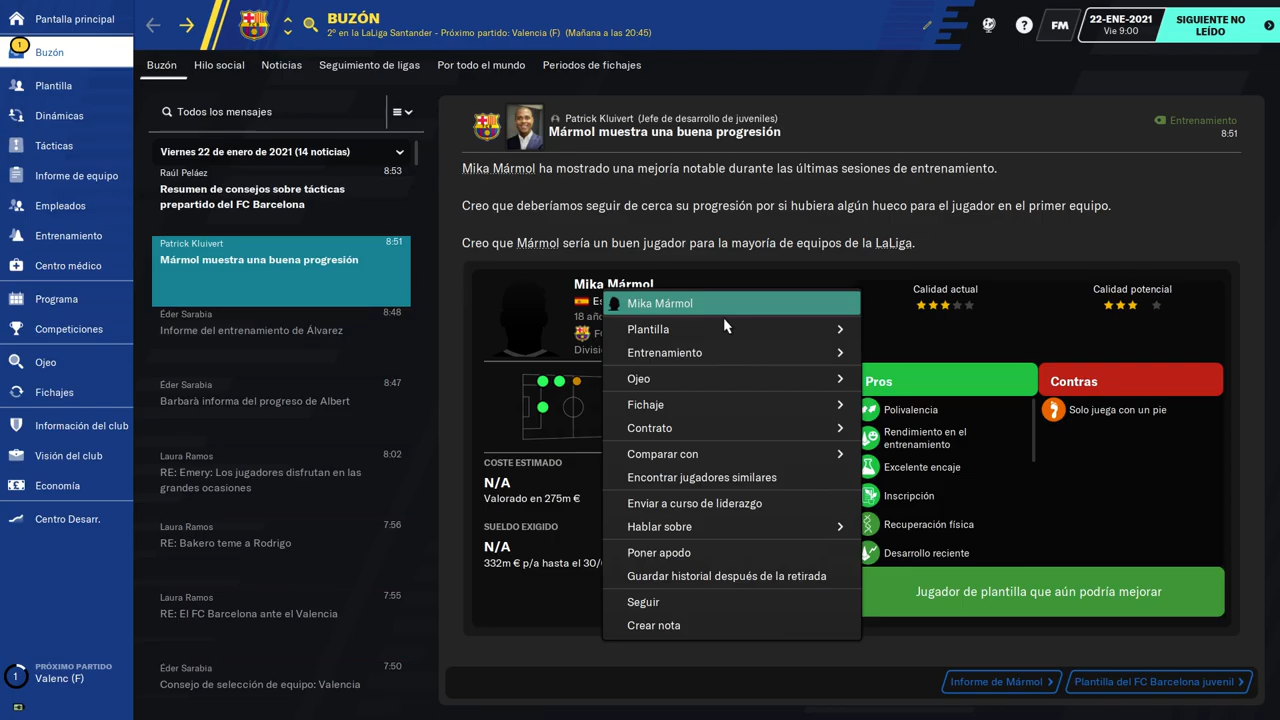 Pantalla principal
BUZÓN
2º en la LaLiga Santander - Próximo partido: Valencia (F) (Mañana a las 20:45)
FM
22-ENE-2021
Vie 9:00
SIGUIENTE NO
LEÍDO
1
Buzón
Plantilla
Dinámicas
Tácticas
Informe de equipo
Empleados
Entrenamiento
Centro médico
Programa
Competiciones
Ojeo
Fichajes
Información del club
Visión del club
Economía
Centro Desarr.
PRÓXIMO PARTIDO
1
Valenc (F)
Buzón
Hilo social
Noticias
Seguimiento de ligas
Por todo el mundo
Periodos de fichajes
Todos los mensajes
Viernes 22 de enero de 2021 (14 noticias)
Raúl Peláez
8:53
Resumen de consejos sobre tácticas
prepartido del FC Barcelona
Patrick Kluivert
8:51
Mármol muestra una buena progresión
Éder Sarabia
8:48
Informe del entrenamiento de Álvarez
Éder Sarabia
8:47
Barbarà informa del progreso de Albert
Laura Ramos
8:02
RE: Emery: Los jugadores disfrutan en las
grandes ocasiones
Laura Ramos
7:56
RE: Bakero teme a Rodrigo
Laura Ramos
7:55
RE: El FC Barcelona ante el Valencia
Éder Sarabia
7:50
Consejo de selección de equipo: Valencia
Patrick Kluivert (Jefe de desarrollo de juveniles)
Mármol muestra una buena progresión
Entrenamiento
8:51
Mika Mármol ha mostrado una mejoría notable durante las últimas sesiones de entrenamiento.
Creo que deberíamos seguir de cerca su progresión por si hubiera algún hueco para el jugador en el primer equipo.
Creo que Mármol sería un buen jugador para la mayoría de equipos de la LaLiga.
Mika Mármol
18 año
Divisi
COSTE ESTIMADO
N/A
Valorado en 275m €
SUELDO EXIGIDO
N/A
332m € p/a hasta el 30/
Mika Mármol
Plantilla
Entrenamiento
Ojeo
Fichaje
Contrato
Comparar con
Encontrar jugadores similares
Enviar a curso de liderazgo
Hablar sobre
Poner apodo
Guardar historial después de la retirada
Seguir
Crear nota
Calidad actual
Calidad potencial
Pros
Polivalencia
Rendimiento en el
entrenamiento
Excelente encaje
Inscripción
Recuperación física
Desarrollo reciente
Contras
Solo juega con un pie
Jugador de plantilla que aún podría mejorar
Informe de Mármol
Plantilla del FC Barcelona juvenil